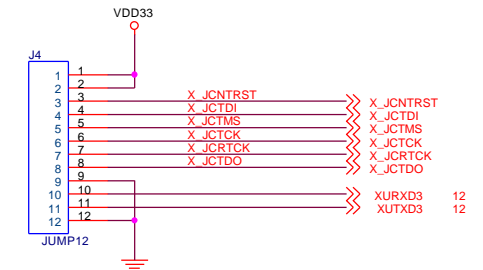 VDD33
J4
1 1
2 2
3 3 X_JCNTRST X_JCNTRST
4 4 X_JCTDI X_JCTDI
5 5 X_JCTMS X_JCTMS
6 6 X_JCTCK X_JCTCK
7 7 X_JCRTCK X_JCRTCK
8 8 X_JCTDO X_JCTDO
9 9
10 10 XURXD3 12
11 11 XUTXD3 12
12 12
JUMP12